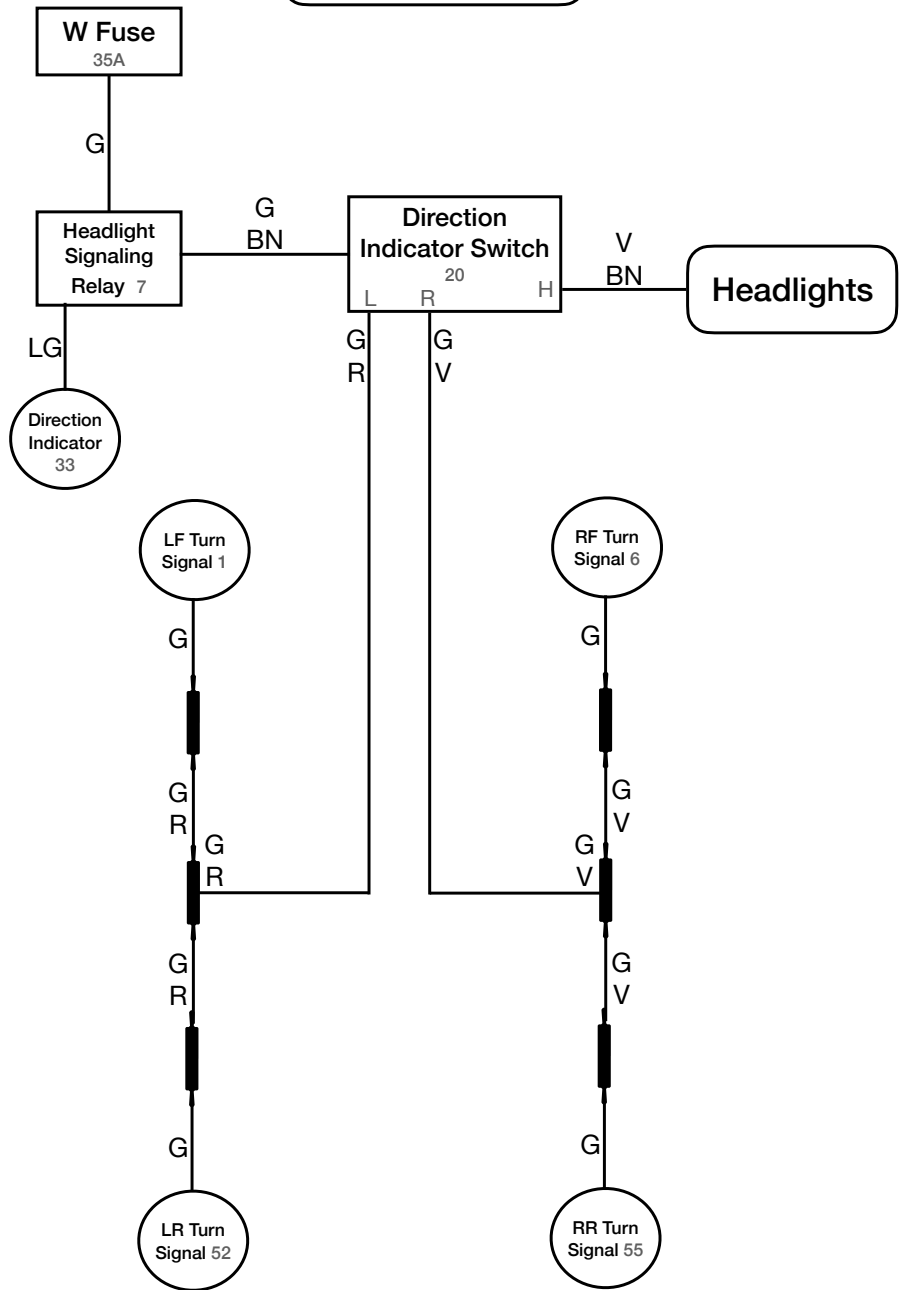 W Fuse
35A
G
Headlight
Signaling
Relay 7
G
BN
Direction
Indicator Switch
20
L
R
H
V
BN
Headlights
LG
Direction
Indicator
33
G
R
G
V
LF Turn
Signal 1
RF Turn
Signal 6
G
G
G
R
G
R
G
V
G
V
G
R
G
V
G
G
LR Turn
Signal 52
RR Turn
Signal 55